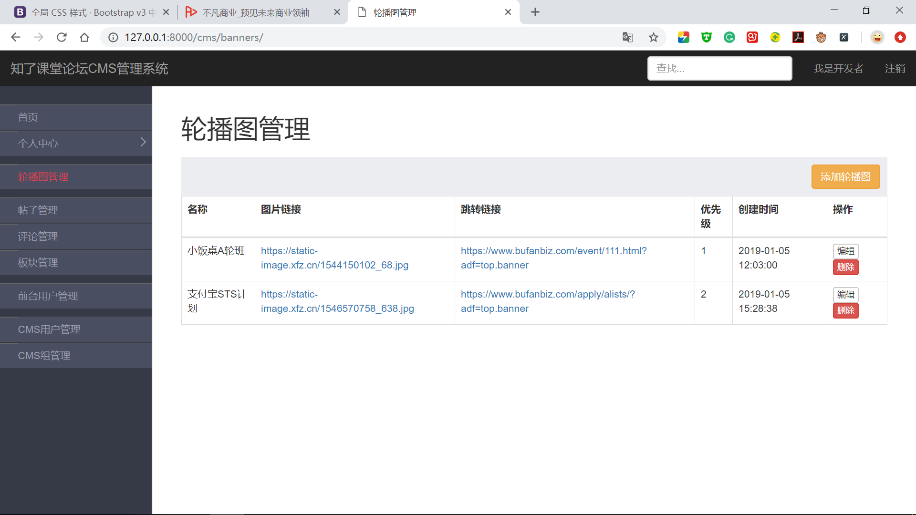 全局 CSS 样式 · Bootstrap v3 中
不凡商业_预见未来商业领袖
轮播图管理
127.0.0.1:8000/cms/banners/
知了课堂论坛CMS管理系统
查找...
我是开发者
注销
首页
个人中心
轮播图管理
帖子管理
评论管理
板块管理
前台用户管理
CMS用户管理
CMS组管理
轮播图管理
添加轮播图
名称 图片链接 跳转链接 优先级 创建时间 操作
小饭桌A轮班
https://static-
image.xfz.cn/1544150102_68.jpg
https://www.bufanbiz.com/event/111.html?
adf=top.banner
1
2019-01-05
12:03:00
编辑
删除
支付宝STS计
划
https://static-
image.xfz.cn/1546570758_638.jpg
https://www.bufanbiz.com/apply/alists/?
adf=top.banner
2
2019-01-05
15:28:38
编辑
删除